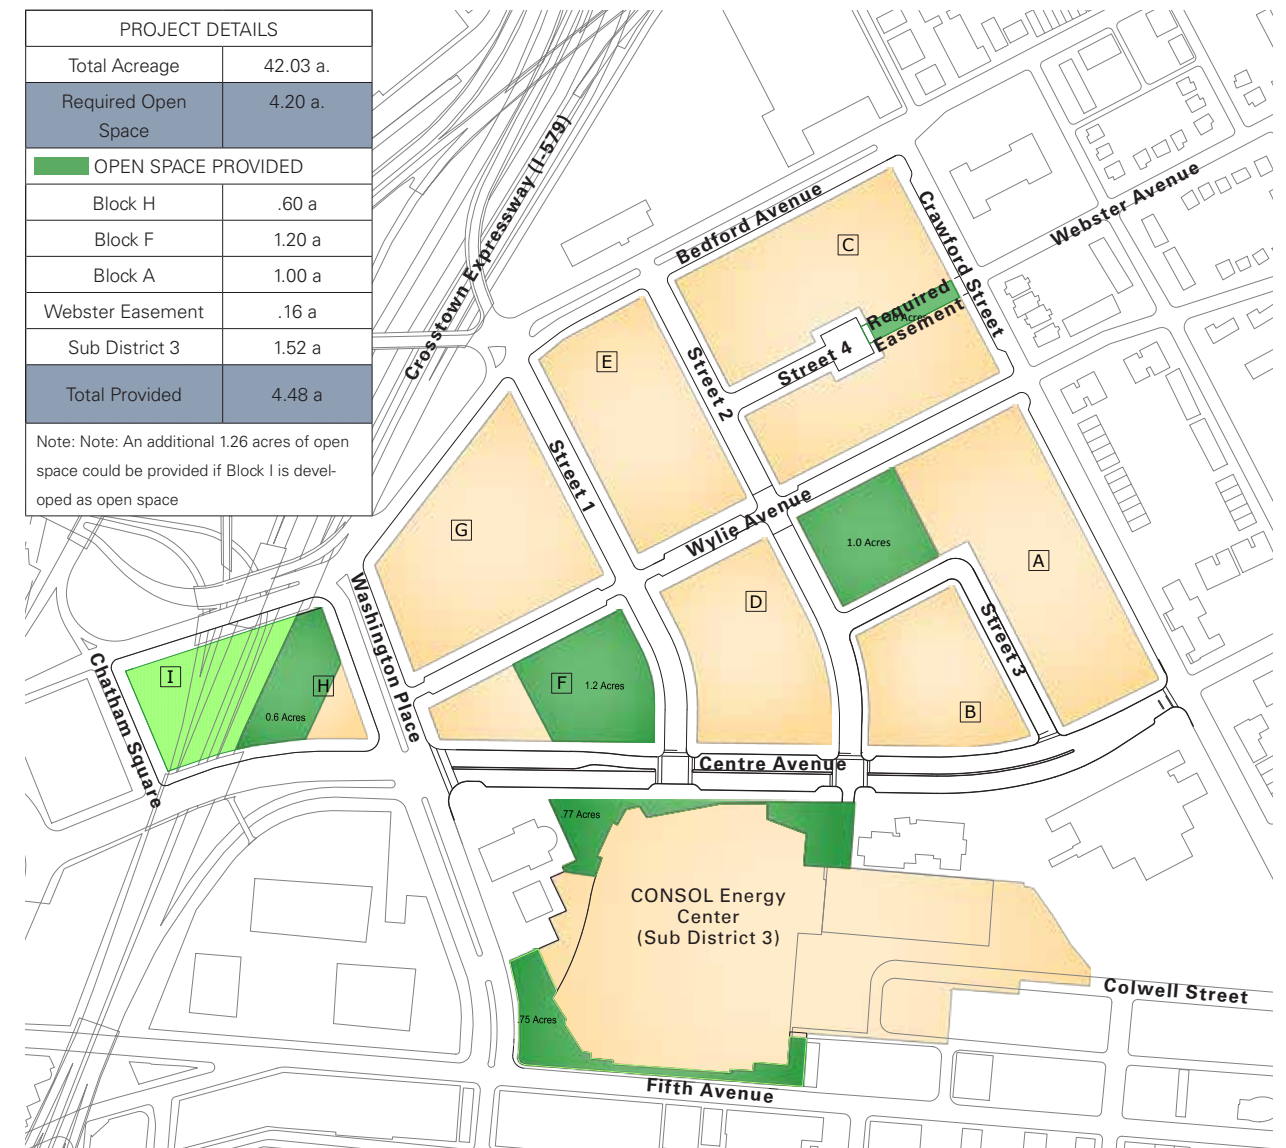 PROJECT DETAILS
Total Acreage 42.03 a.
Required Open 4.20 a.
Space
OPEN SPACE PROVIDED
Block H .60 a
Block F 1.20 a
Block A 1.00 a
Webster Easement .16 a
Sub District 3 1.52 a
Total Provided 4.48 a
Note: Note: An additional 1.26 acres of open
space could be provided if Block I is devel-
oped as open space
Crosstown Expressway (I-579)
Bedford Avenue
Crawford Street
Webster Avenue
C
Required
Acres
Easement
Street 4
E
Street 2
Street 1
G
Wylie Avenue
1.0 Acres
A
D
Street 3
B
Washington Place
F
1.2 Acres
I
H
0.6 Acres
Chatham Square
Centre Avenue
.77 Acres
CONSOL Energy
Center
(Sub District 3)
.75 Acres
Colwell Street
Fifth Avenue